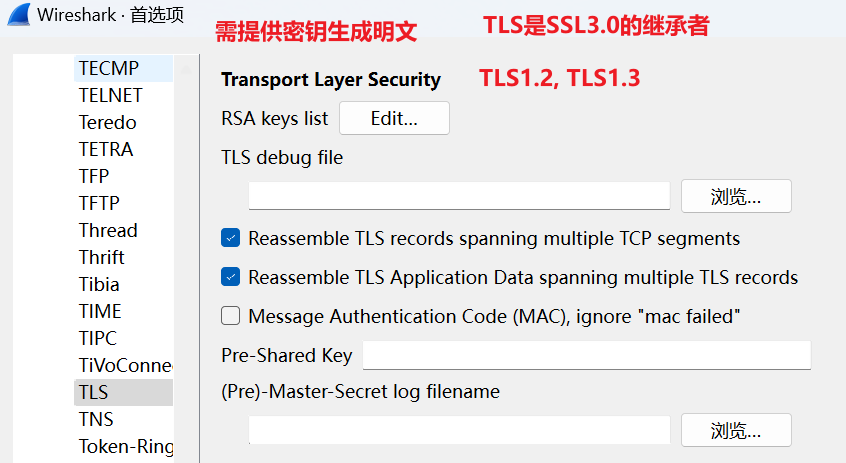 Wireshark · 首选项
需提供密钥生成明文
TLS是SSL3.0的继承者
TLS1.2, TLS1.3
TECMP
TELNET
Teredo
TETRA
TFP
TFTP
Thread
Thrift
Tibia
TIME
TIPC
TiVoConne
TLS
TNS
Token-Ring
Transport Layer Security
RSA keys list
Edit...
TLS debug file
浏览...
Reassemble TLS records spanning multiple TCP segments
Reassemble TLS Application Data spanning multiple TLS records
Message Authentication Code (MAC), ignore "mac failed"
Pre-Shared Key
(Pre)-Master-Secret log filename
浏览...